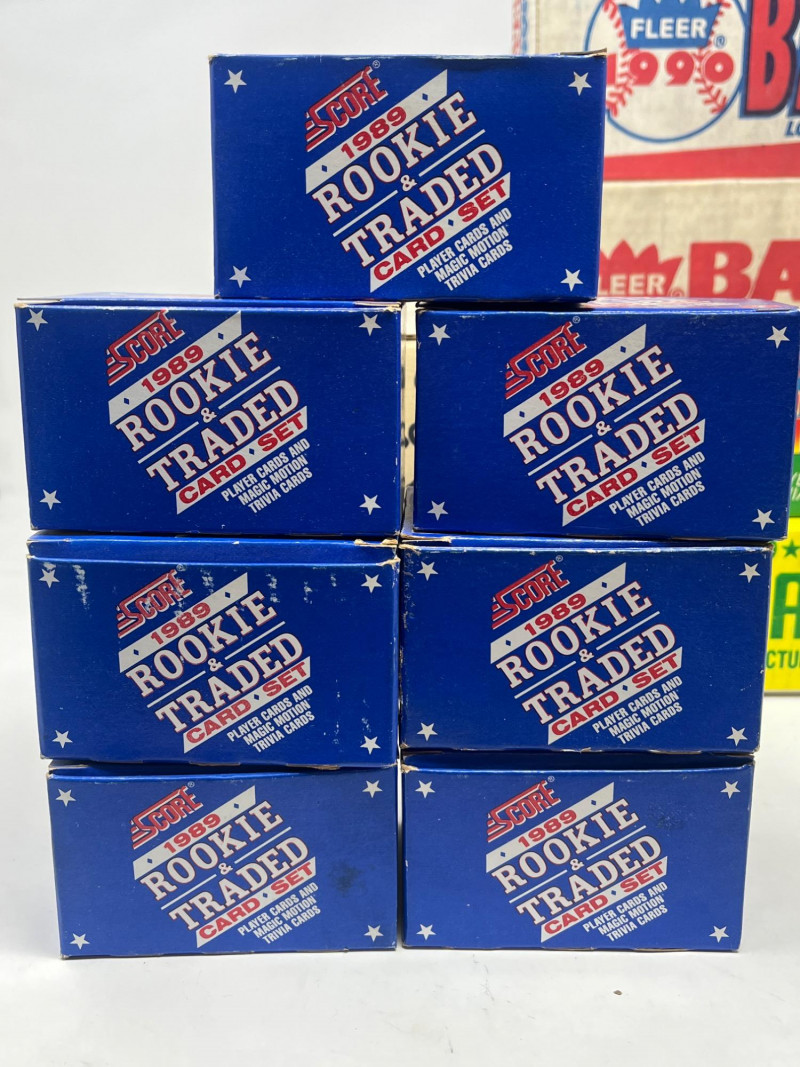 FLEER®
1990
B
LEER®
BA
SCORE®
1989
ROOKIE
&
TRADED
CARD • SET
PLAYER CARDS AND
MAGIC MOTION
TRIVIA CARDS
SCORE
1989
ROOKIE
&
TRADED
CARD • SET
PLAYER CARDS AND
MAGIC MOTION
TRIVIA CARDS
SCORE®
1989
ROOKIE
&
TRADED
CARD • SET
PLAYER CARDS AND
MAGIC MOTION
TRIVIA CARDS
SCORE®
1989
ROOKIE
&
TRADED
CARD • SET
PLAYER CARDS AND
MAGIC MOTION
TRIVIA CARDS
SCORE®
1989
ROOKIE
&
TRADED
CARD • SET
PLAYER CARDS AND
MAGIC MOTION
TRIVIA CARDS
A
CTU
SCORE®
1989
ROOKIE
&
TRADED
CARD • SET
PLAYER CARDS AND
MAGIC MOTION
TRIVIA CARDS
SCORE®
1989
ROOKIE
&
TRADED
CARD • SET
PLAYER CARDS AND
MAGIC MOTION
TRIVIA CARDS